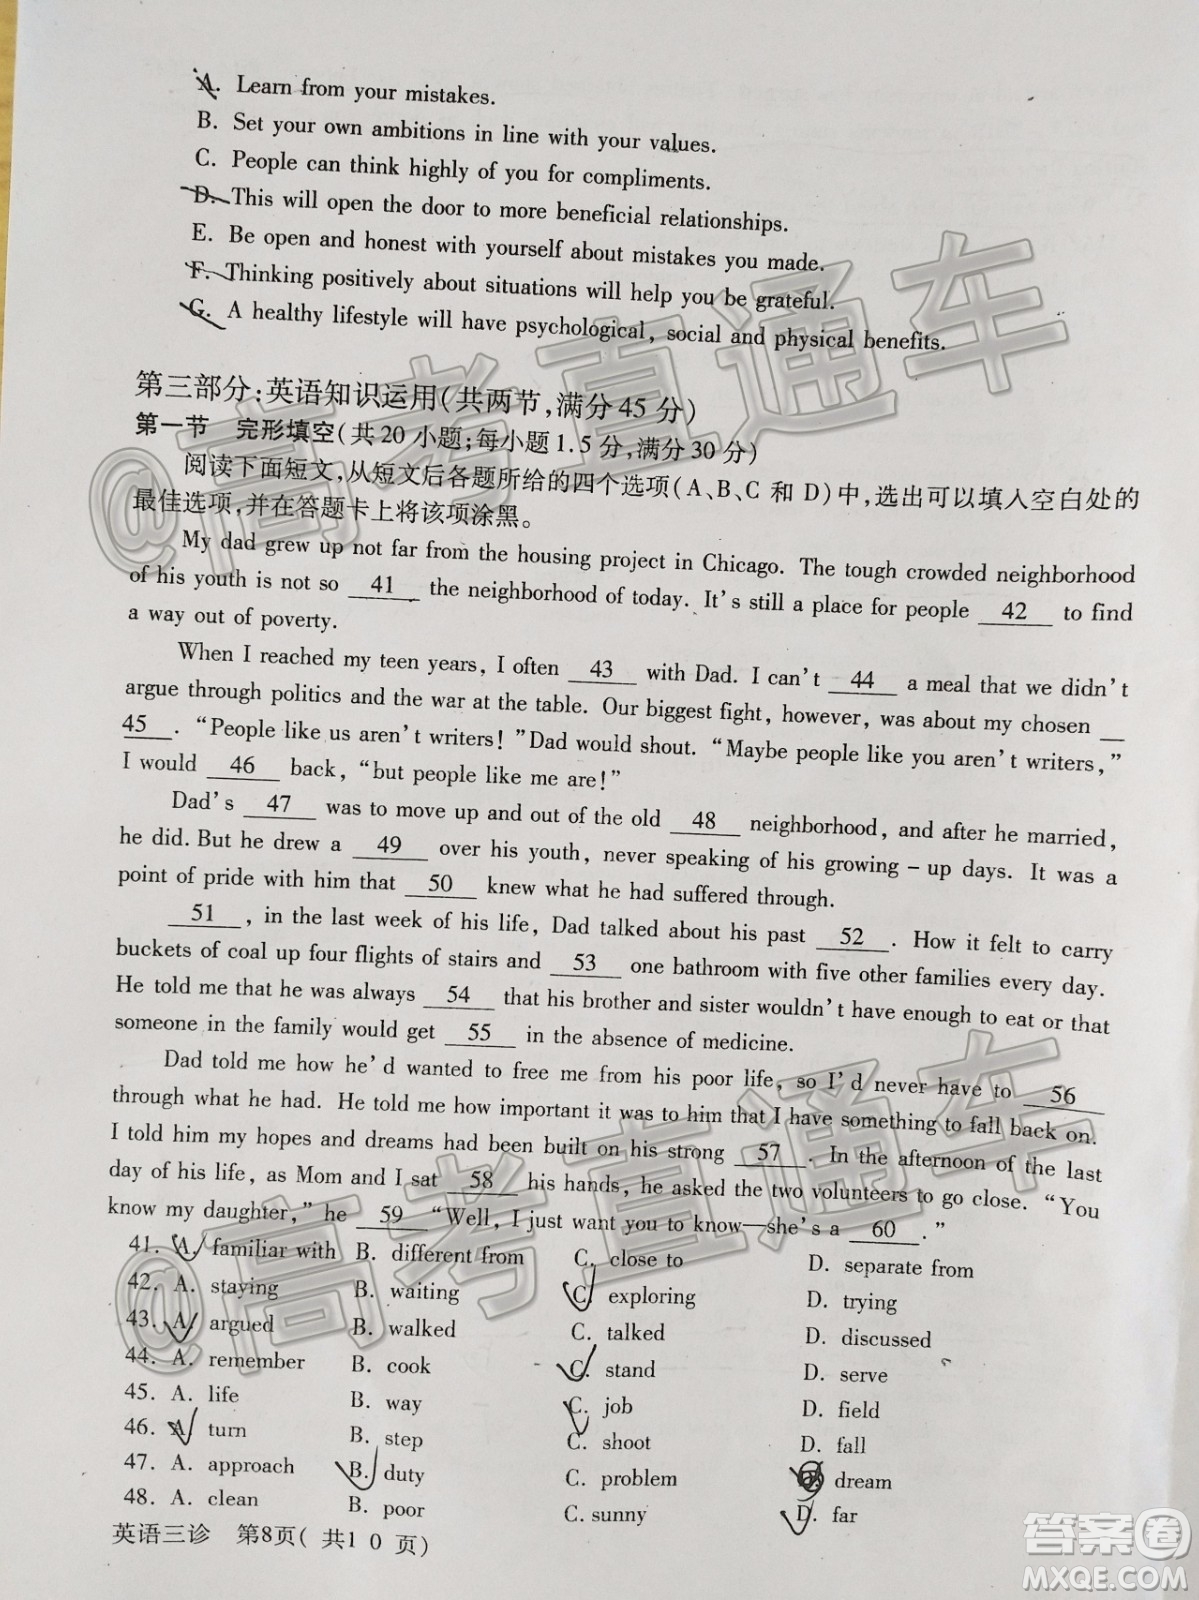 A. Learn from your mistakes.
B. Set your own ambitions in line with your values.
C. People can think highly of you for compliments.
D. This will open the door to more beneficial relationships.
E. Be open and honest with yourself about mistakes you made.
F. Thinking positively about situations will help you be grateful.
G. A healthy lifestyle will have psychological, social and physical benefits.
第三部分:英语知识运用(共两节,满分45分)
第一节 完形填空(共20小题;每小题1.5分,满分30分)
阅读下面短文,从短文后各题所给的四个选项(A、B、C和D)中,选出可以填入空白处的
最佳选项,并在答题卡上将该项涂黑。
My dad grew up not far from the housing project in Chicago. The tough crowded neighborhood
of his youth is not so 41 the neighborhood of today. It's still a place for people 42 to find
a way out of poverty.
When I reached my teen years, I often 43 with Dad. I can't 44 a meal that we didn't
argue through politics and the war at the table. Our biggest fight, however, was about my chosen
45. "People like us aren't writers!" Dad would shout. "Maybe people like you aren't writers,"
I would 46 back, "but people like me are!"
Dad's 47 was to move up and out of the old 48 neighborhood, and after he married,
he did. But he drew a 49 over his youth, never speaking of his growing-up days. It was a
point of pride with him that 50 knew what he had suffered through.
51, in the last week of his life, Dad talked about his past 52. How it felt to carry
buckets of coal up four flights of stairs and 53 one bathroom with five other families every day.
He told me that he was always 54 that his brother and sister wouldn't have enough to eat or that
someone in the family would get 55 in the absence of medicine.
Dad told me how he'd wanted to free me from his poor life, so I'd never have to 56
through what he had. He told me how important it was to him that I have something to fall back on.
I told him my hopes and dreams had been built on his strong 57. In the afternoon of the last
day of his life, as Mom and I sat 58 his hands, he asked the two volunteers to go close. "You
know my daughter," he 59 "Well, I just want you to know—she's a 60."
41. A. familiar with B. different from C. close to D. separate from
42. A. staying B. waiting C. exploring D. trying
43. A. argued B. walked C. talked D. discussed
44. A. remember B. cook C. stand D. serve
45. A. life B. way C. job D. field
46. A. turn B. step C. shoot D. fall
47. A. approach B. duty C. problem D. dream
48. A. clean B. poor C. sunny D. far
英语三诊 第8页(共10页)
@高考直通车
@高考直通车
答案圈
MXQE.COM